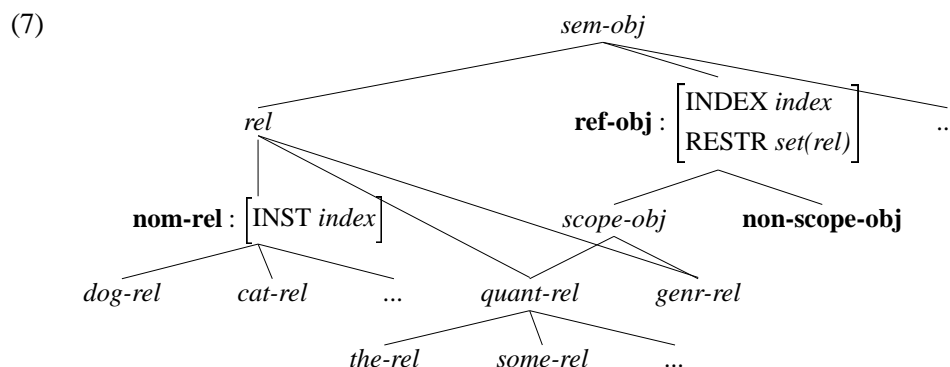 (7)
sem-obj
rel
ref-obj : [INDEX index
RESTR set(rel)]
..
nom-rel : [INST index]
scope-obj
non-scope-obj
dog-rel cat-rel ... quant-rel genr-rel
the-rel some-rel ...